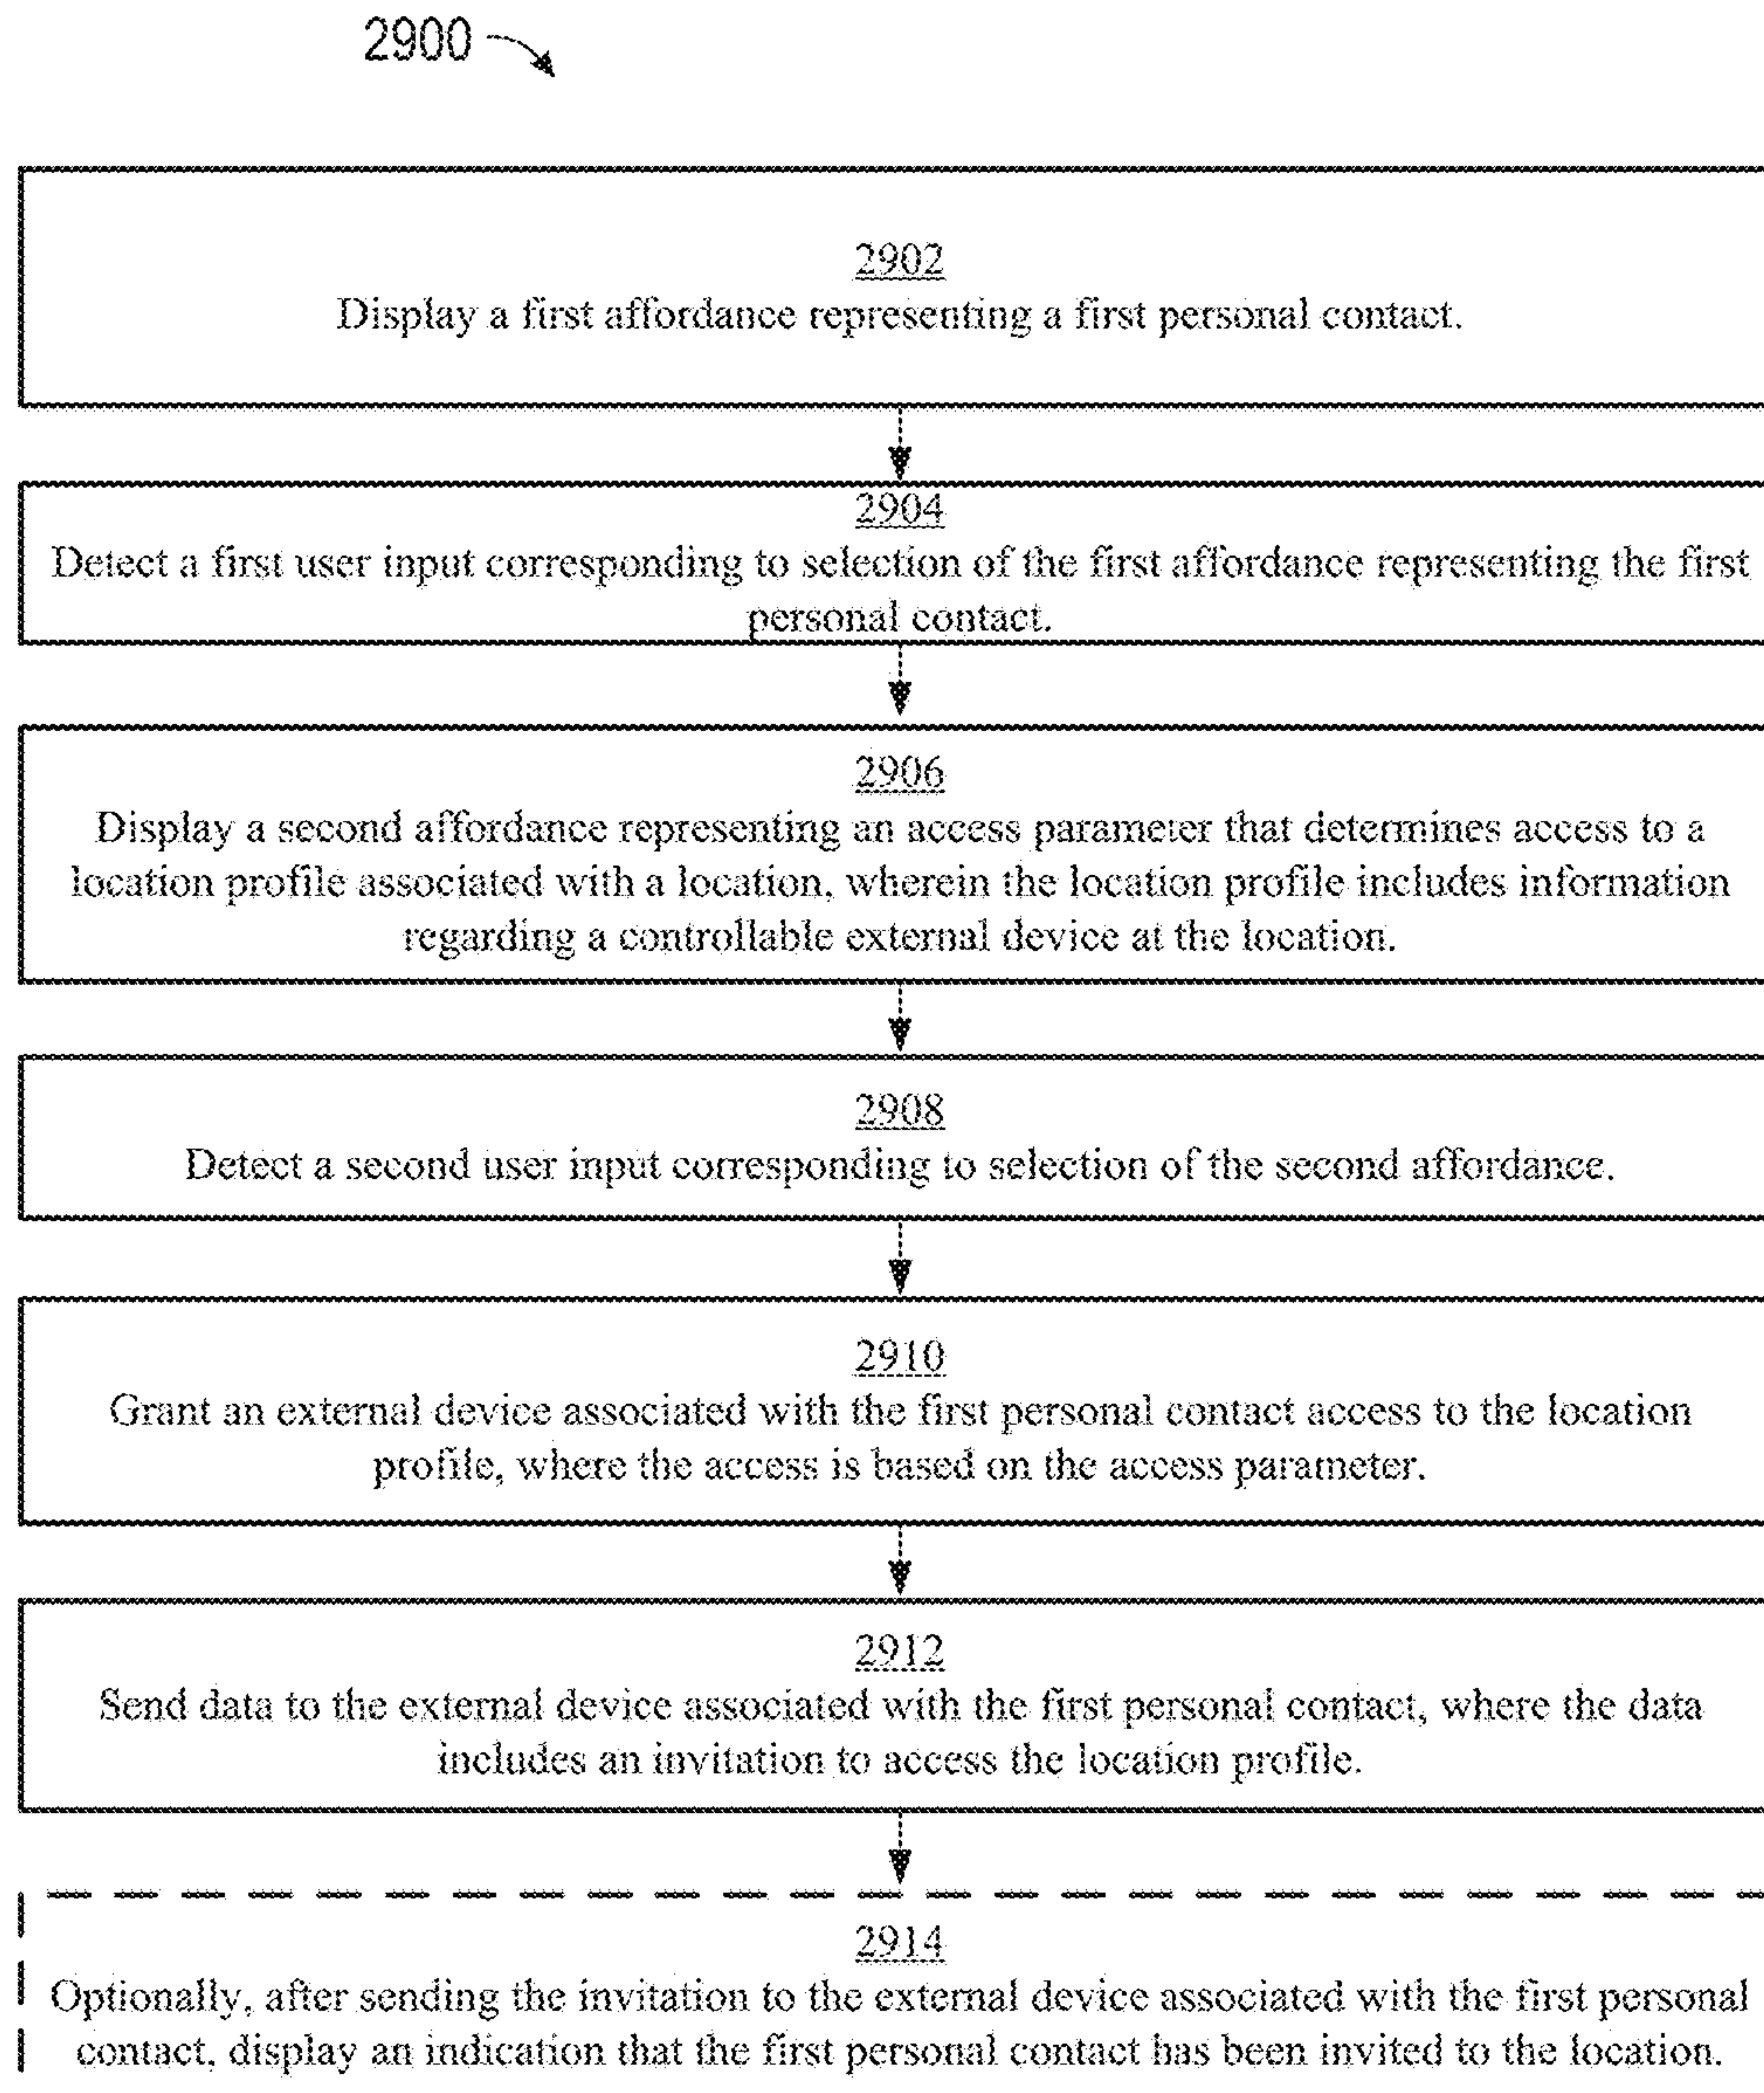 2900
2902
Display a first affordance representing a first personal contact.
2904
Detect a first user input corresponding to selection of the first affordance representing the first
personal contact.
2906
Display a second affordance representing an access parameter that determines access to a
location profile associated with a location, wherein the location profile includes information
regarding a controllable external device at the location.
2908
Detect a second user input corresponding to selection of the second affordance.
2910
Grant an external device associated with the first personal contact access to the location
profile, where the access is based on the access parameter.
2912
Send data to the external device associated with the first personal contact, where the data
includes an invitation to access the location profile.
2914
Optionally, after sending the invitation to the external device associated with the first personal
contact, display an indication that the first personal contact has been invited to the location.